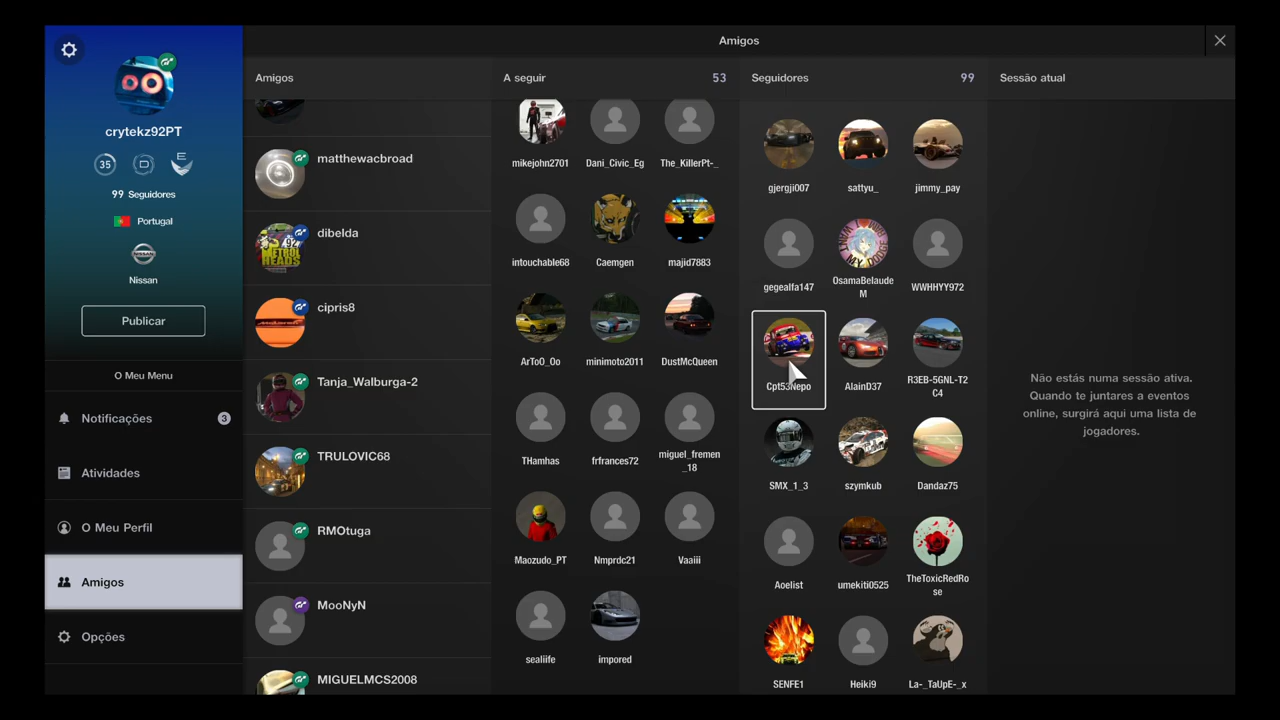 Amigos
crytekz92PT
35
D
E
99 Seguidores
Portugal
Nissan
Publicar
O Meu Menu
Notificações
3
Atividades
O Meu Perfil
Amigos
Opções
Amigos
matthewacbroad
dibelda
cipris8
Tanja_Walburga-2
TRULOVIC68
RMOtuga
MooNyN
MIGUELMCS2008
A seguir 53
mikejohn2701 Dani_Civic_Eg The_KillerPt-_
intouchable68 Caemgen majid7883
ArToO_Oo minimoto2011 DustMcQueen
THamhas frfrances72 miguel_fremen
_18
Maozudo_PT Nmprdc21 Vaaiii
sealiife impored
Seguidores 99
gjergji007 sattyu_ jimmy_pay
gegealfa147 OsamaBelaude
M WWHHYY972
Cpt53Nepo AlainD37 R3EB-5GNL-T2
C4
SMX_1_3 szymkub Dandaz75
Aoelist umekiti0525 TheToxicRedRo
se
SENFE1 Heiki9 La-_TaUpE-_x
Sessão atual
Não estás numa sessão ativa.
Quando te juntares a eventos
online, surgirá aqui uma lista de
jogadores.